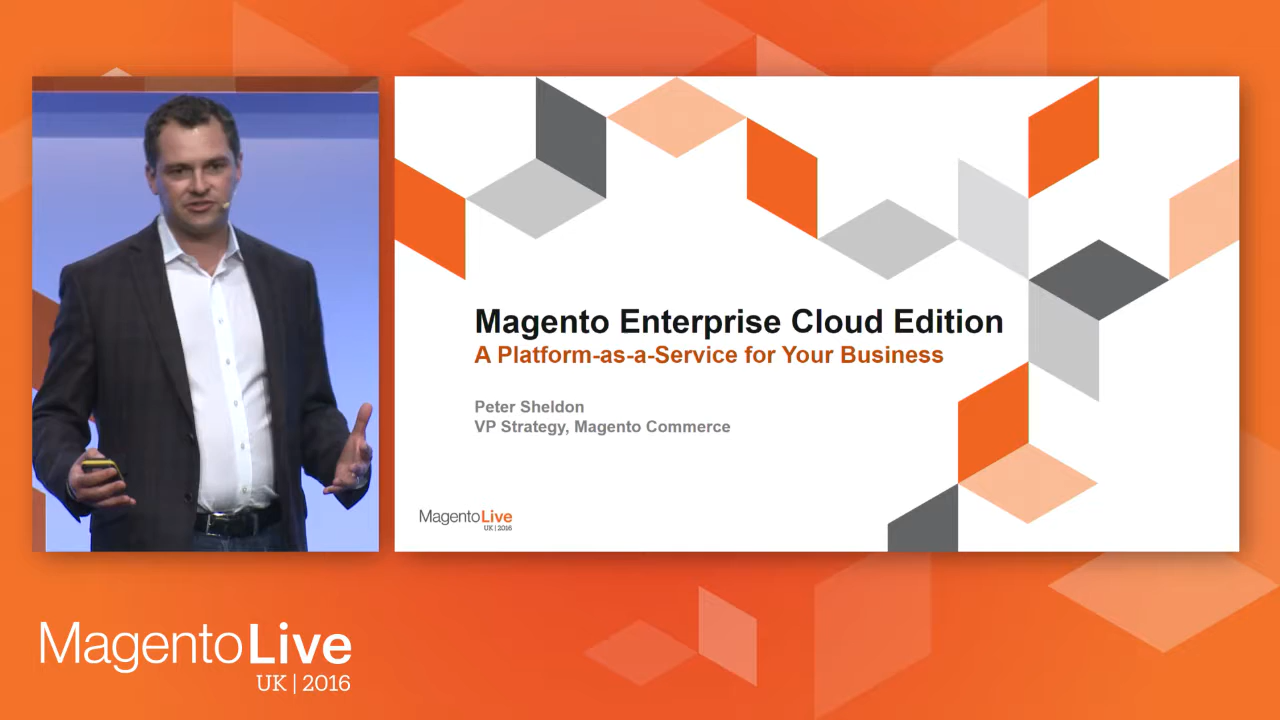 Magento Enterprise Cloud Edition
A Platform-as-a-Service for Your Business
Peter Sheldon
VP Strategy, Magento Commerce
MagentoLive
UK | 2016
MagentoLive
UK | 2016